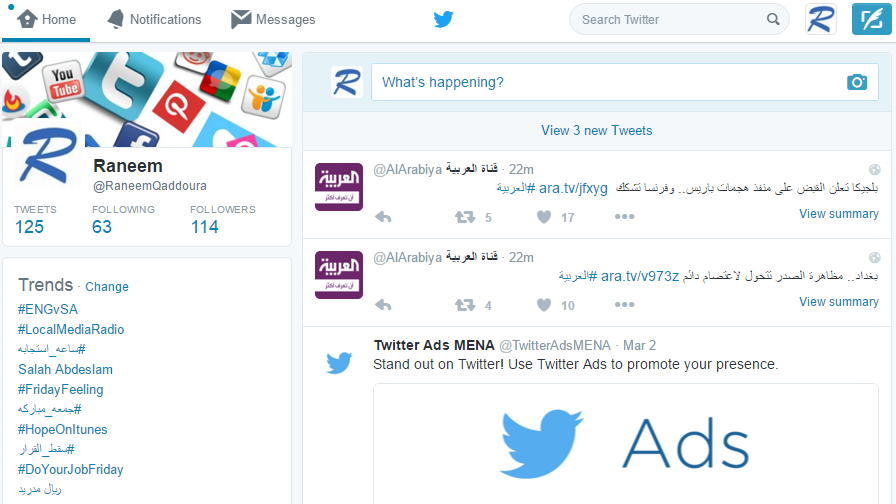 Home
Notifications
Messages
Search Twitter
You
Tube
Raneem
@RaneemQaddoura
TWEETS
FOLLOWING
FOLLOWERS
125
63
114
Trends · Change
#ENGvSA
#LocalMediaRadio
#ساعه_استجابه
Salah Abdeslam
#FridayFeeling
#جمعه_مباركه
#HopeOnItunes
#سقط_القرار
#DoYourJobFriday
ريال مدريد
What's happening?
View 3 new Tweets
العربية
أن تعرف أكثر
@AlArabiya قناة العربية · 22m
بلجيكا تعلن القبض على منفذ هجمات باريس.. وفرنسا تشكك ara.tv/jfxyg #العربية
5
17
View summary
العربية
أن تعرف أكثر
@AlArabiya قناة العربية · 22m
بغداد.. مظاهرة الصدر تتحول لاعتصام دائم ara.tv/v973z #العربية
4
10
View summary
Twitter Ads MENA @TwitterAdsMENA · Mar 2
Stand out on Twitter! Use Twitter Ads to promote your presence.
Ads